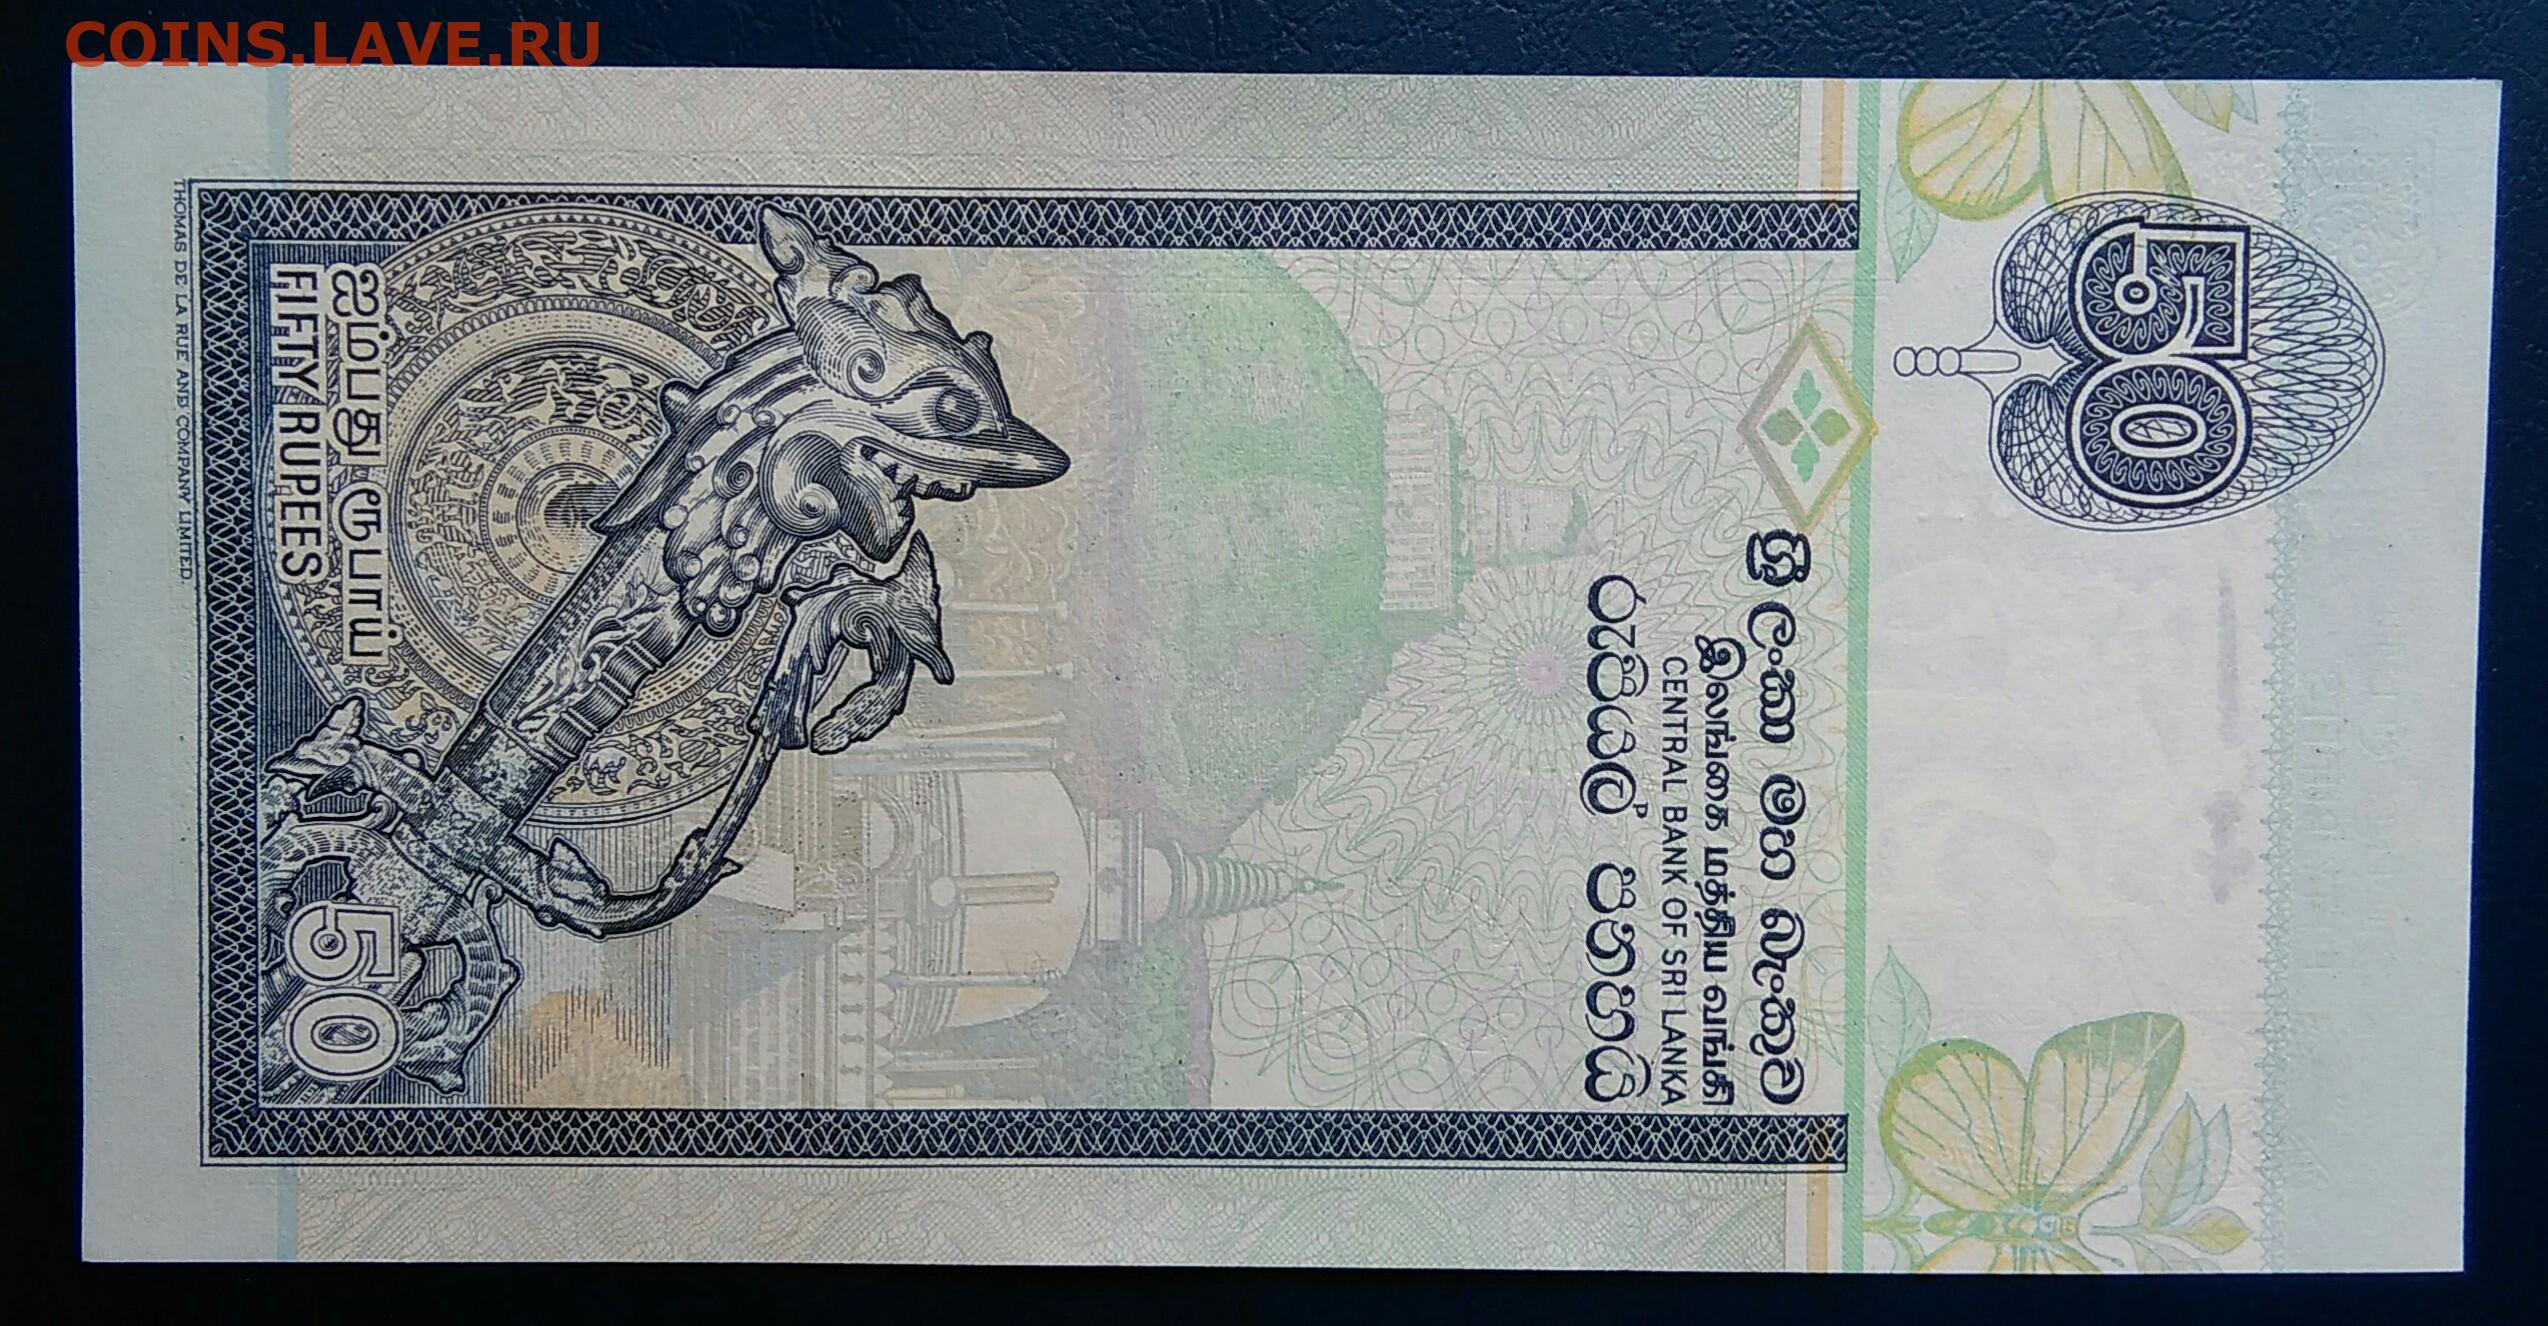 COINS.LAVE.RU
50
ශ්‍රී ලංකා මහ බැංකුව
இலங்கை மத்திய வங்கி
CENTRAL BANK OF SRI LANKA
රුපියල් පනහයි
ஐம்பது ரூபாய்
FIFTY RUPEES
50
THOMAS DE LA RUE AND COMPANY LIMITED.